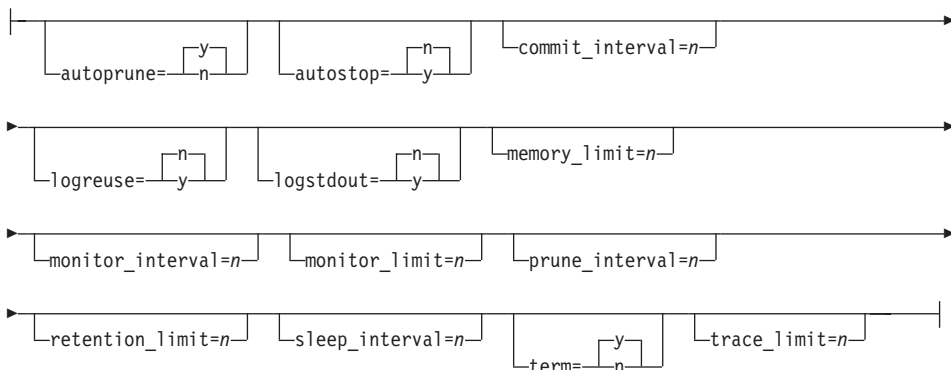 y n commit_interval=n
autoprune= n autostop= y
n n memory_limit=n
logreuse= y logstdout= y
monitor_interval=n monitor_limit=n prune_interval=n
retention_limit=n sleep_interval=n y trace_limit=n
term= n